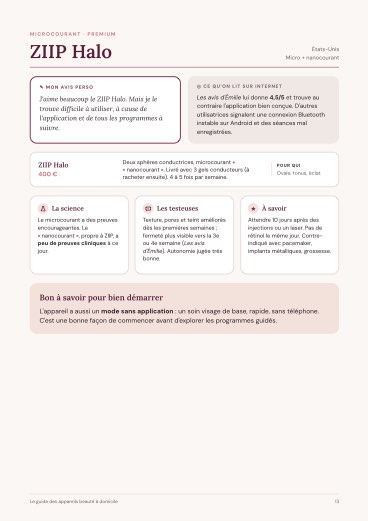 MICROCOURANT · PREMIUM
ZIIP Halo
États-Unis
Micro + nanocourant
MON AVIS PERSO
J'aime beaucoup le ZIIP Halo. Mais je le
trouve difficile à utiliser, à cause de
l'application et de tous les programmes à
suivre.
CE QU'ON LIT SUR INTERNET
Les avis d'Émilie lui donne 4,5/5 et trouve au
contraire l'application bien conçue. D'autres
utilisatrices signalent une connexion Bluetooth
instable sur Android et des séances mal
enregistrées.
ZIIP Halo
400 €
Deux sphères conductrices, microcourant +
« nanocourant ». Livré avec 3 gels conducteurs (à
racheter ensuite). 4 à 5 fois par semaine.
POUR QUI
Ovale, tonus, éclat
La science
Le microcourant a des preuves
encourageantes. Le
« nanocourant », propre à ZIIP, a
peu de preuves cliniques à ce
jour.
Les testeuses
Texture, pores et teint améliorés
dès les premières semaines ;
fermeté plus visible vers la 3e
ou 4e semaine (Les avis
d'Émilie). Autonomie jugée très
bonne.
À savoir
Attendre 10 jours après des
injections ou un laser. Pas de
rétinol le même jour. Contre-
indiqué avec pacemaker,
implants métalliques, grossesse.
Bon à savoir pour bien démarrer
L'appareil a aussi un mode sans application : un soin visage de base, rapide, sans téléphone.
C'est une bonne façon de commencer avant d'explorer les programmes guidés.
Le guide des appareils beauté à domicile